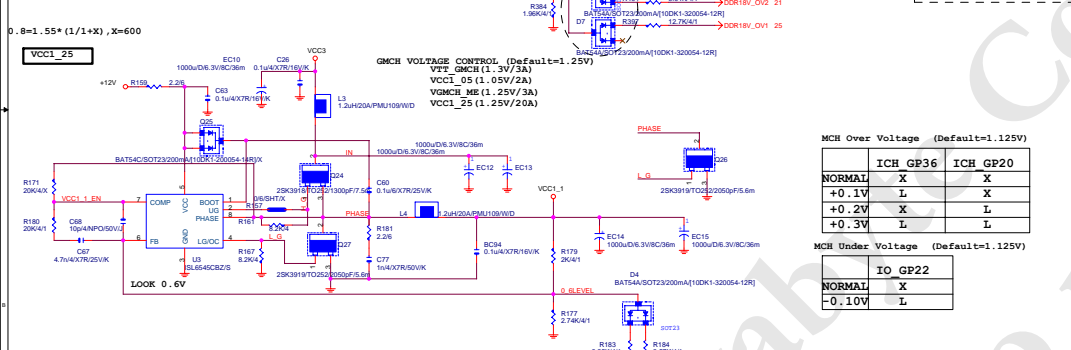 R384
1.96K/4/1
BAT54A/SOT23/200mA/[10DK1-320054-12R]
DDR18V_OV2 21
D7
R397
12.7K/4/1
DDR18V_OV1 25
BAT54A/SOT23/200mA/[10DK1-320054-12R]
0.8=1.55*(1/1+X),X=600
VCC1_25
GMCH VOLTAGE CONTROL (Default=1.25V)
VTT_GMCH(1.3V/3A)
VCC1_05(1.05V/2A)
VGMCH_ME(1.25V/3A)
VCC1_25(1.25V/20A)
VCC3
EC10
1000u/D/6.3V/8C/36m
C26
0.1u/4/X7R/16V/K
+12V
R159
2.2/6
C63
0.1u/4/X7R/16V/K
L3
1.2uH/20A/PMU109/W/D
Q25
BAT54C/SOT23/200mA/[10DK1-200054-14R]/X
IN
1000u/D/6.3V/8C/36m
1000u/D/6.3V/8C/36m
EC12
EC13
PHASE
L_G
Q26
2SK3919/TO252/2050pF/5.6m
R171
20K/4/X
VCC1_1_EN
R180
20K/4/1
C68
10p/4/NPO/50V/J
C67
4.7n/4/X7R/25V/K
COMP
VCC
BOOT
UG
PHASE
FB
GND
LG/OC
7
5
1
2
8
6
3
4
U3
ISL6545CBZ/S
LOOK 0.6V
R157
0/6/SHT/X
R161
8.2K/4
R167
8.2K/4
L_G
Q24
2SK3918/TO252/1300pF/7.5m
Q27
2SK3919/TO252/2050pF/5.6m
C60
0.1u/6/X7R/25V/K
PHASE
L4
1.2uH/20A/PMU109/W/D
R181
2.2/6
C77
1n/4/X7R/50V/K
BC94
0.1u/4/X7R/16V/K
VCC1_1
R179
2K/4/1
EC14
1000u/D/6.3V/8C/36m
EC15
1000u/D/6.3V/8C/36m
D4
BAT54A/SOT23/200mA/[10DK1-320054-12R]
0_6LEVEL
R177
2.74K/4/1
SOT23
R183
R184
MCH Over Voltage (Default=1.125V)
ICH_GP36 ICH_GP20
NORMAL X X
+0.1V L X
+0.2V X L
+0.3V L L
MCH Under Voltage (Default=1.125V)
IO_GP22
NORMAL X
-0.10V L
B